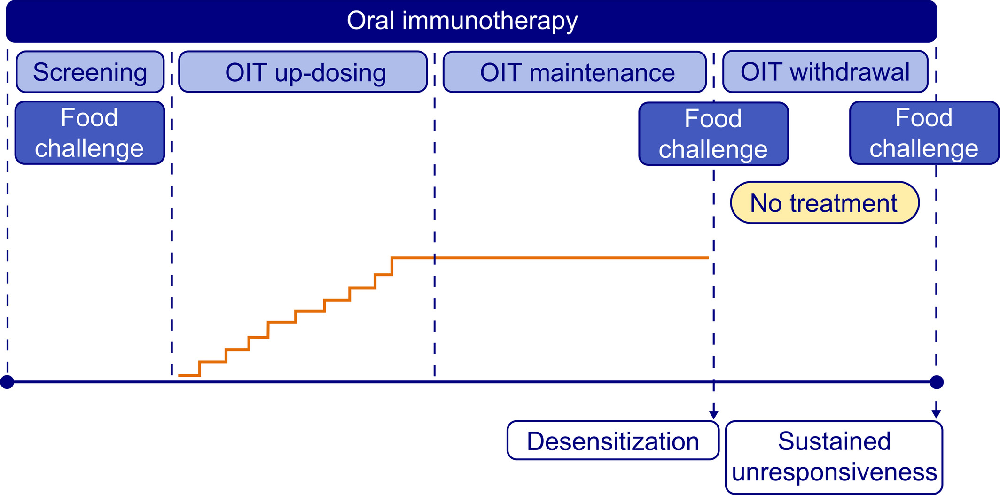 Oral immunotherapy
Screening
OIT up-dosing
OIT maintenance
OIT withdrawal
Food
challenge
Food
challenge
Food
challenge
No treatment
Desensitization
Sustained
unresponsiveness